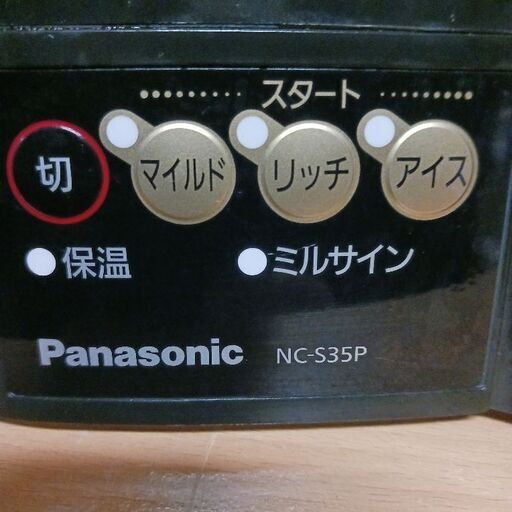 スタート
切 マイルド リッチ アイス
保温 ミルサイン
Panasonic NC-S35P